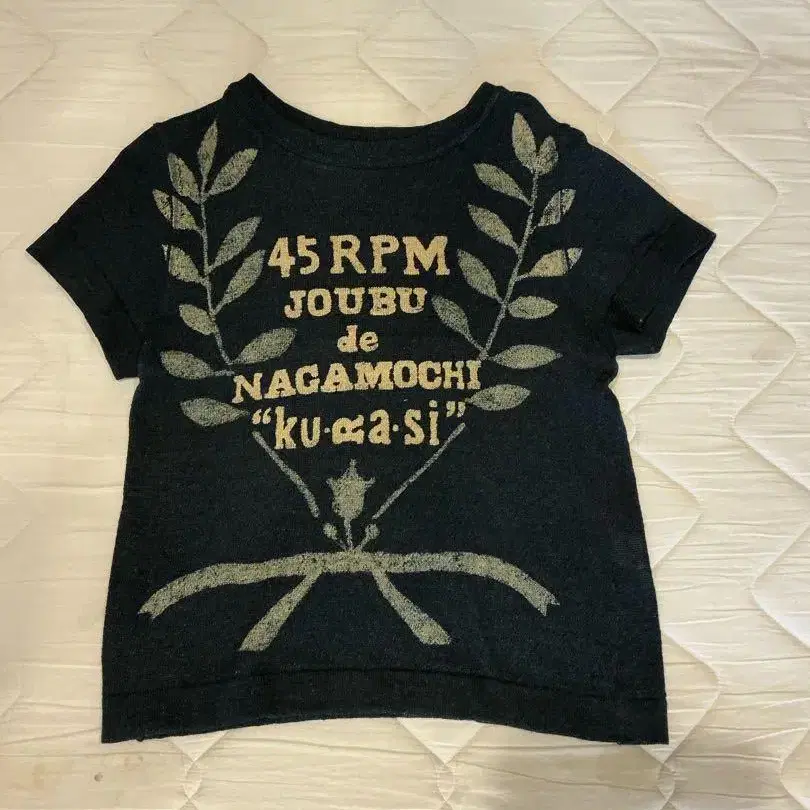 45 RPM
JOUBU
de
NAGAMOCHI
"ku·Ra·si"